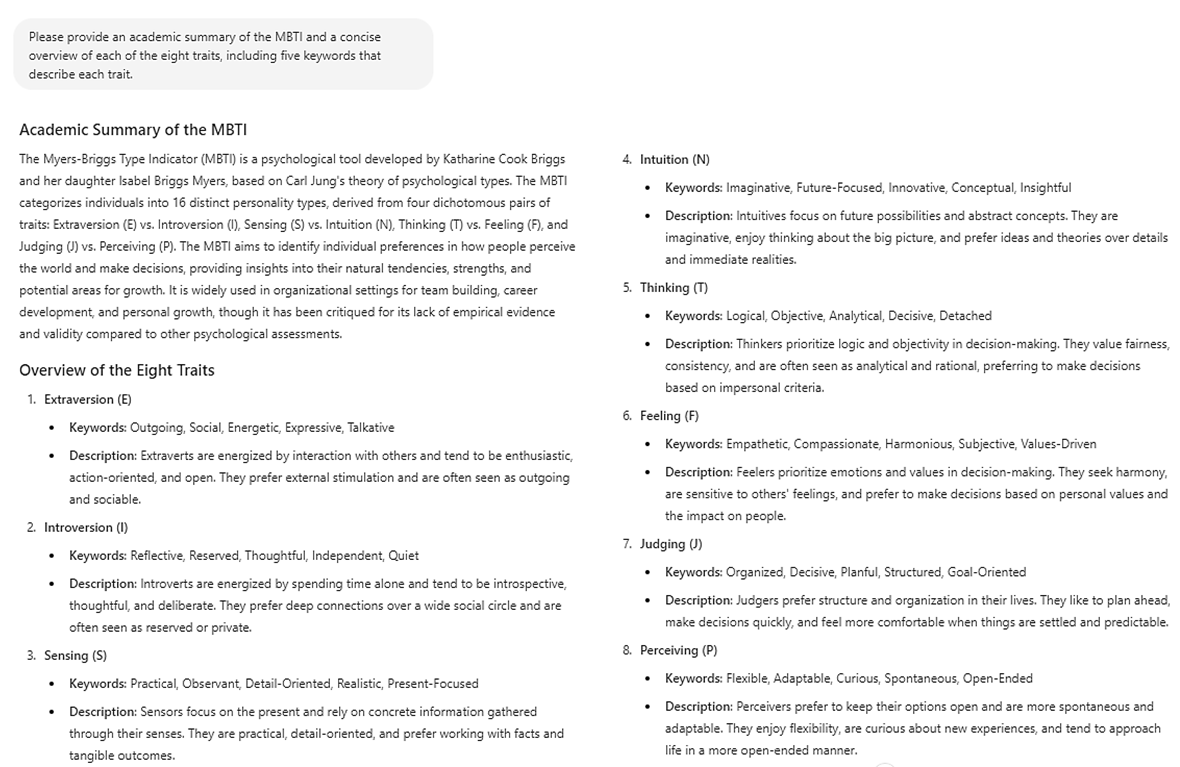 Please provide an academic summary of the MBTI and a concise
overview of each of the eight traits, including five keywords that
describe each trait.
Academic Summary of the MBTI
The Myers-Briggs Type Indicator (MBTI) is a psychological tool developed by Katharine Cook Briggs
and her daughter Isabel Briggs Myers, based on Carl Jung's theory of psychological types. The MBTI
categorizes individuals into 16 distinct personality types, derived from four dichotomous pairs of
traits: Extraversion (E) vs. Introversion (I), Sensing (S) vs. Intuition (N), Thinking (T) vs. Feeling (F), and
Judging (J) vs. Perceiving (P). The MBTI aims to identify individual preferences in how people perceive
the world and make decisions, providing insights into their natural tendencies, strengths, and
potential areas for growth. It is widely used in organizational settings for team building, career
development, and personal growth, though it has been critiqued for its lack of empirical evidence
and validity compared to other psychological assessments.
Overview of the Eight Traits
1. Extraversion (E)
• Keywords: Outgoing, Social, Energetic, Expressive, Talkative
• Description: Extraverts are energized by interaction with others and tend to be enthusiastic,
action-oriented, and open. They prefer external stimulation and are often seen as outgoing
and sociable.
2. Introversion (I)
• Keywords: Reflective, Reserved, Thoughtful, Independent, Quiet
• Description: Introverts are energized by spending time alone and tend to be introspective,
thoughtful, and deliberate. They prefer deep connections over a wide social circle and are
often seen as reserved or private.
3. Sensing (S)
• Keywords: Practical, Observant, Detail-Oriented, Realistic, Present-Focused
• Description: Sensors focus on the present and rely on concrete information gathered
through their senses. They are practical, detail-oriented, and prefer working with facts and
tangible outcomes.
4. Intuition (N)
• Keywords: Imaginative, Future-Focused, Innovative, Conceptual, Insightful
• Description: Intuitives focus on future possibilities and abstract concepts. They are
imaginative, enjoy thinking about the big picture, and prefer ideas and theories over details
and immediate realities.
5. Thinking (T)
• Keywords: Logical, Objective, Analytical, Decisive, Detached
• Description: Thinkers prioritize logic and objectivity in decision-making. They value fairness,
consistency, and are often seen as analytical and rational, preferring to make decisions
based on impersonal criteria.
6. Feeling (F)
• Keywords: Empathetic, Compassionate, Harmonious, Subjective, Values-Driven
• Description: Feelers prioritize emotions and values in decision-making. They seek harmony,
are sensitive to others' feelings, and prefer to make decisions based on personal values and
the impact on people.
7. Judging (J)
• Keywords: Organized, Decisive, Planful, Structured, Goal-Oriented
• Description: Judgers prefer structure and organization in their lives. They like to plan ahead,
make decisions quickly, and feel more comfortable when things are settled and predictable.
8. Perceiving (P)
• Keywords: Flexible, Adaptable, Curious, Spontaneous, Open-Ended
• Description: Perceivers prefer to keep their options open and are more spontaneous and
adaptable. They enjoy flexibility, are curious about new experiences, and tend to approach
life in a more open-ended manner.